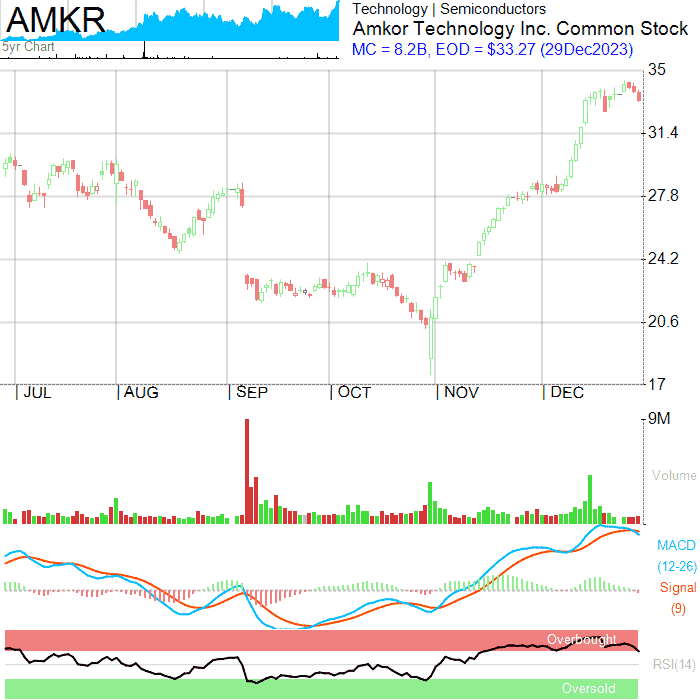 AMKR
5yr Chart
Technology | Semiconductors
Amkor Technology Inc. Common Stock
MC = 8.2B, EOD = $33.27 (29Dec2023)
35
31.4
27.8
24.2
20.6
17
JUL
AUG
SEP
OCT
NOV
DEC
9M
Volume
MACD
(12-26)
Signal
(9)
Overbought
RSI(14)
Oversold